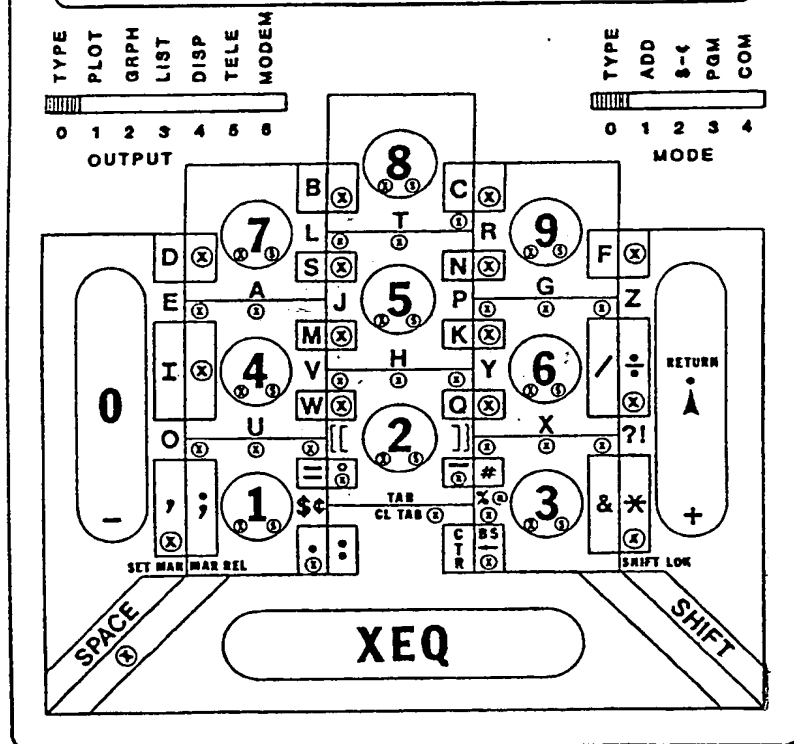 TYPE PLOT GRPH LIST DISP TELE MODEM
0 1 2 3 4 5 6
OUTPUT
TYPE ADD $-¢ PGM COM
0 1 2 3 4
MODE
8
B ⓧ C ⓧ
7 L T R 9
D ⓧ S ⓧ N ⓧ F ⓧ
E A J 5 P G Z
M ⓧ K ⓧ
I ⓧ 4 V H Y 6 / ÷ ⓧ
RETURN
0
W ⓧ Q ⓧ
O U [[ 2 ]] X ?!
= ° – #
, ; 1 $¢ TAB % 3 & *
CL TAB
. : CTR BS ←
– +
SET MAR MAR REL SHIFT LOK
SPACE ⓧ XEQ SHIFT